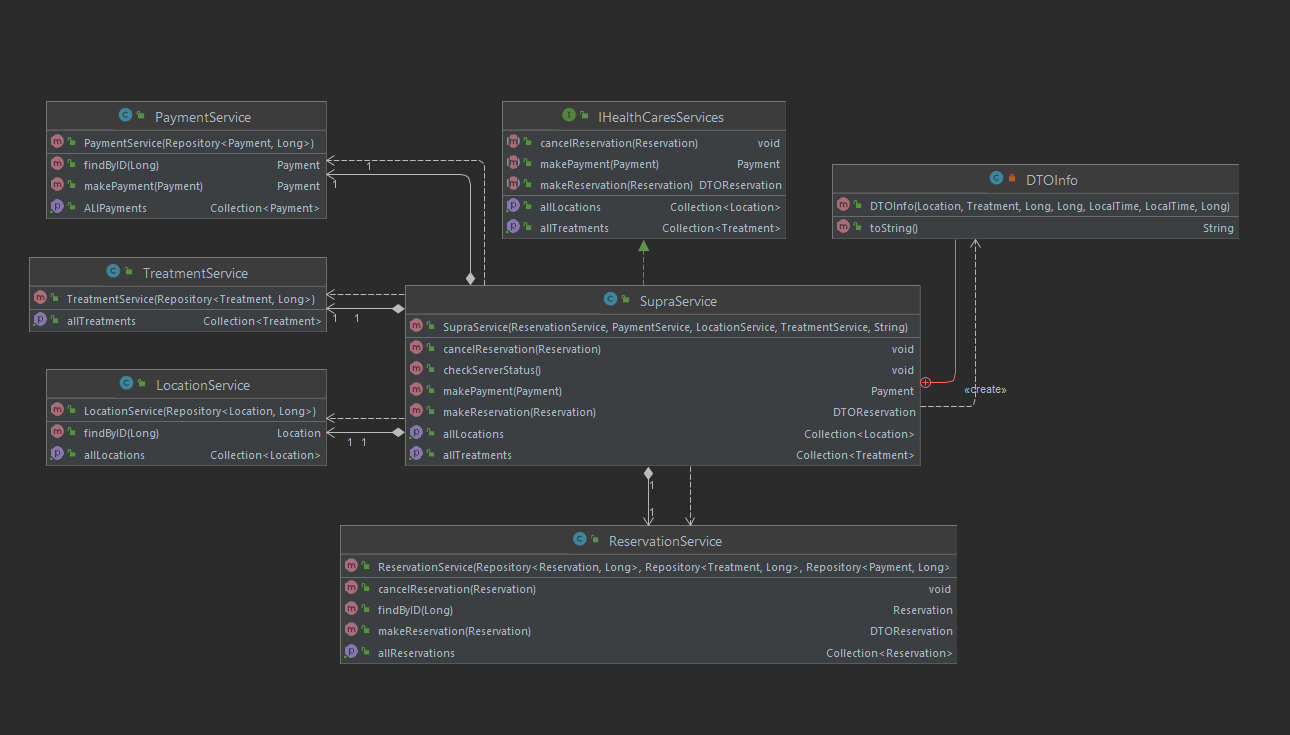 PaymentService
PaymentService(Repository<Payment, Long>)
findByID(Long) Payment
makePayment(Payment) Payment
ALlPayments Collection<Payment>
1
1
IHealthCaresServices
cancelReservation(Reservation) void
makePayment(Payment) Payment
makeReservation(Reservation) DTOReservation
allLocations Collection<Location>
allTreatments Collection<Treatment>
DTOInfo
DTOInfo(Location, Treatment, Long, Long, LocalTime, LocalTime, Long)
toString() String
TreatmentService
TreatmentService(Repository<Treatment, Long>)
allTreatments Collection<Treatment>
1 1
SupraService
SupraService(ReservationService, PaymentService, LocationService, TreatmentService, String)
cancelReservation(Reservation) void
checkServerStatus() void
makePayment(Payment) Payment
makeReservation(Reservation) DTOReservation
allLocations Collection<Location>
allTreatments Collection<Treatment>
«create»
LocationService
LocationService(Repository<Location, Long>)
findByID(Long) Location
allLocations Collection<Location>
1 1
1
1
ReservationService
ReservationService(Repository<Reservation, Long>, Repository<Treatment, Long>, Repository<Payment, Long>
cancelReservation(Reservation) void
findByID(Long) Reservation
makeReservation(Reservation) DTOReservation
allReservations Collection<Reservation>